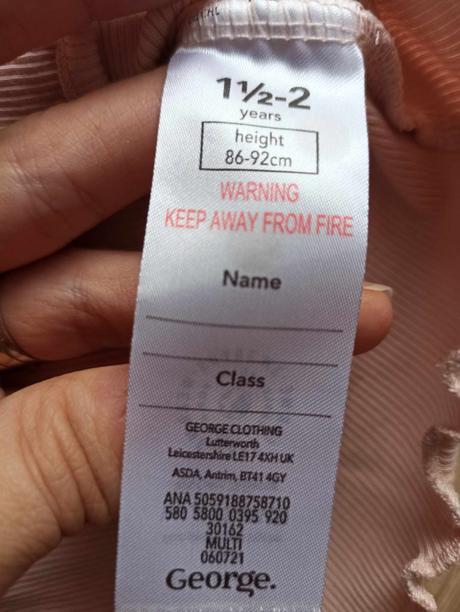 1½-2
years
height
86-92cm
WARNING
KEEP AWAY FROM FIRE
Name
Class
GEORGE CLOTHING
Lutterworth
Leicestershire LE17 4XH UK
ASDA, Antrim, BT41 4GY
ANA 5059188758710
580 5800 0395 920
30162
MULTI
060721
George.